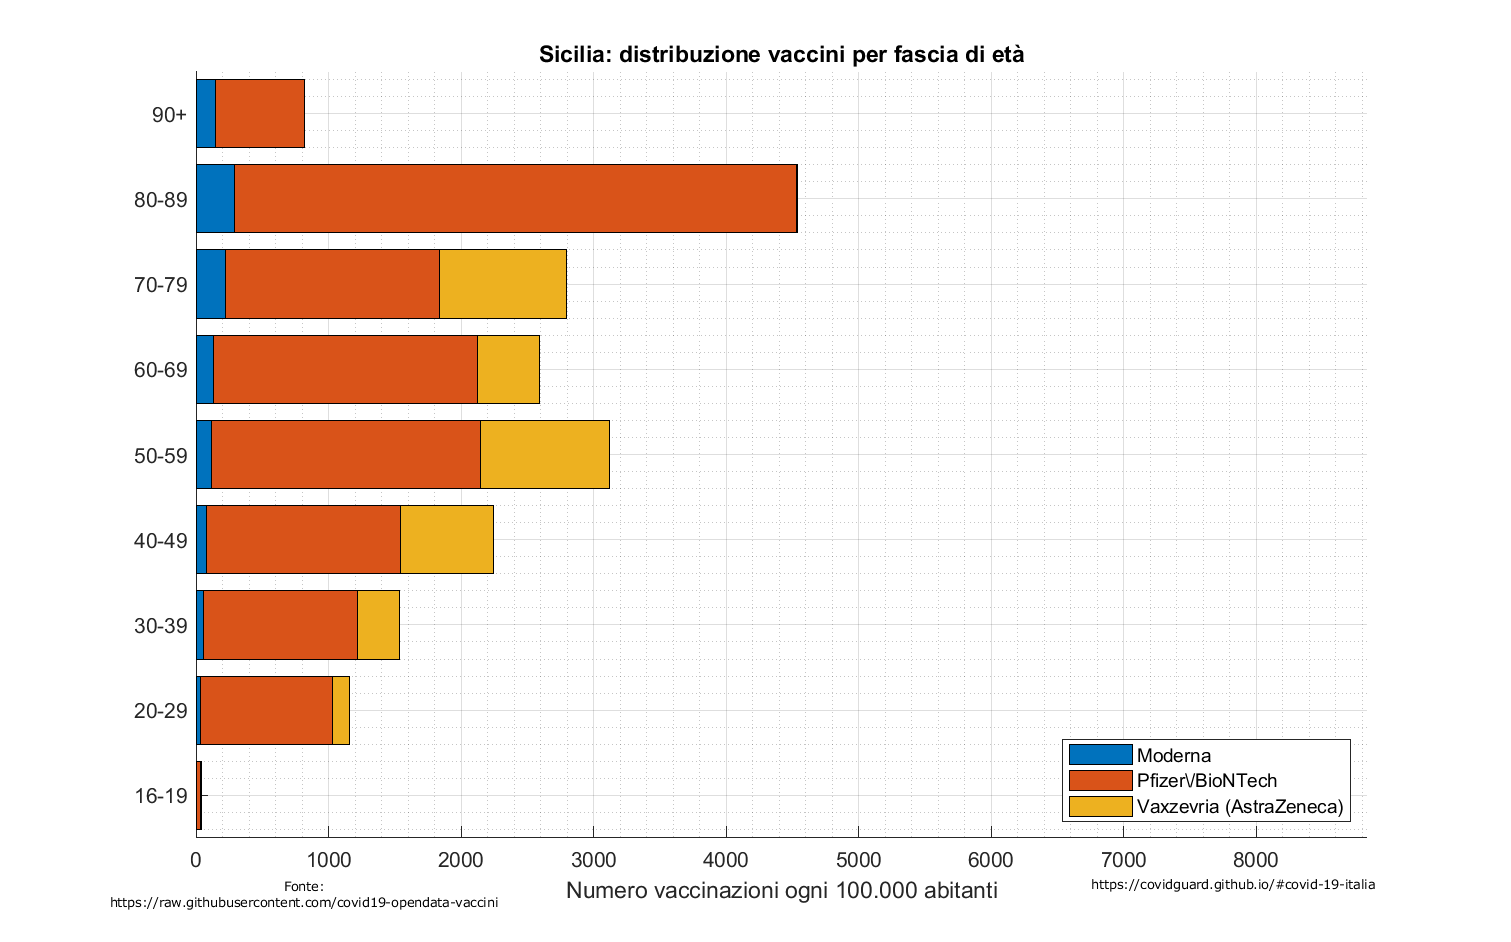 Sicilia: distribuzione vaccini per fascia di età
90+
80-89
70-79
60-69
50-59
40-49
30-39
20-29
16-19
Moderna
Pfizer\/BioNTech
Vaxzevria (AstraZeneca)
0 1000 2000 3000 4000 5000 6000 7000 8000
Numero vaccinazioni ogni 100.000 abitanti
Fonte:
https://raw.githubusercontent.com/covid19-opendata-vaccini
https://covidguard.github.io/#covid-19-italia